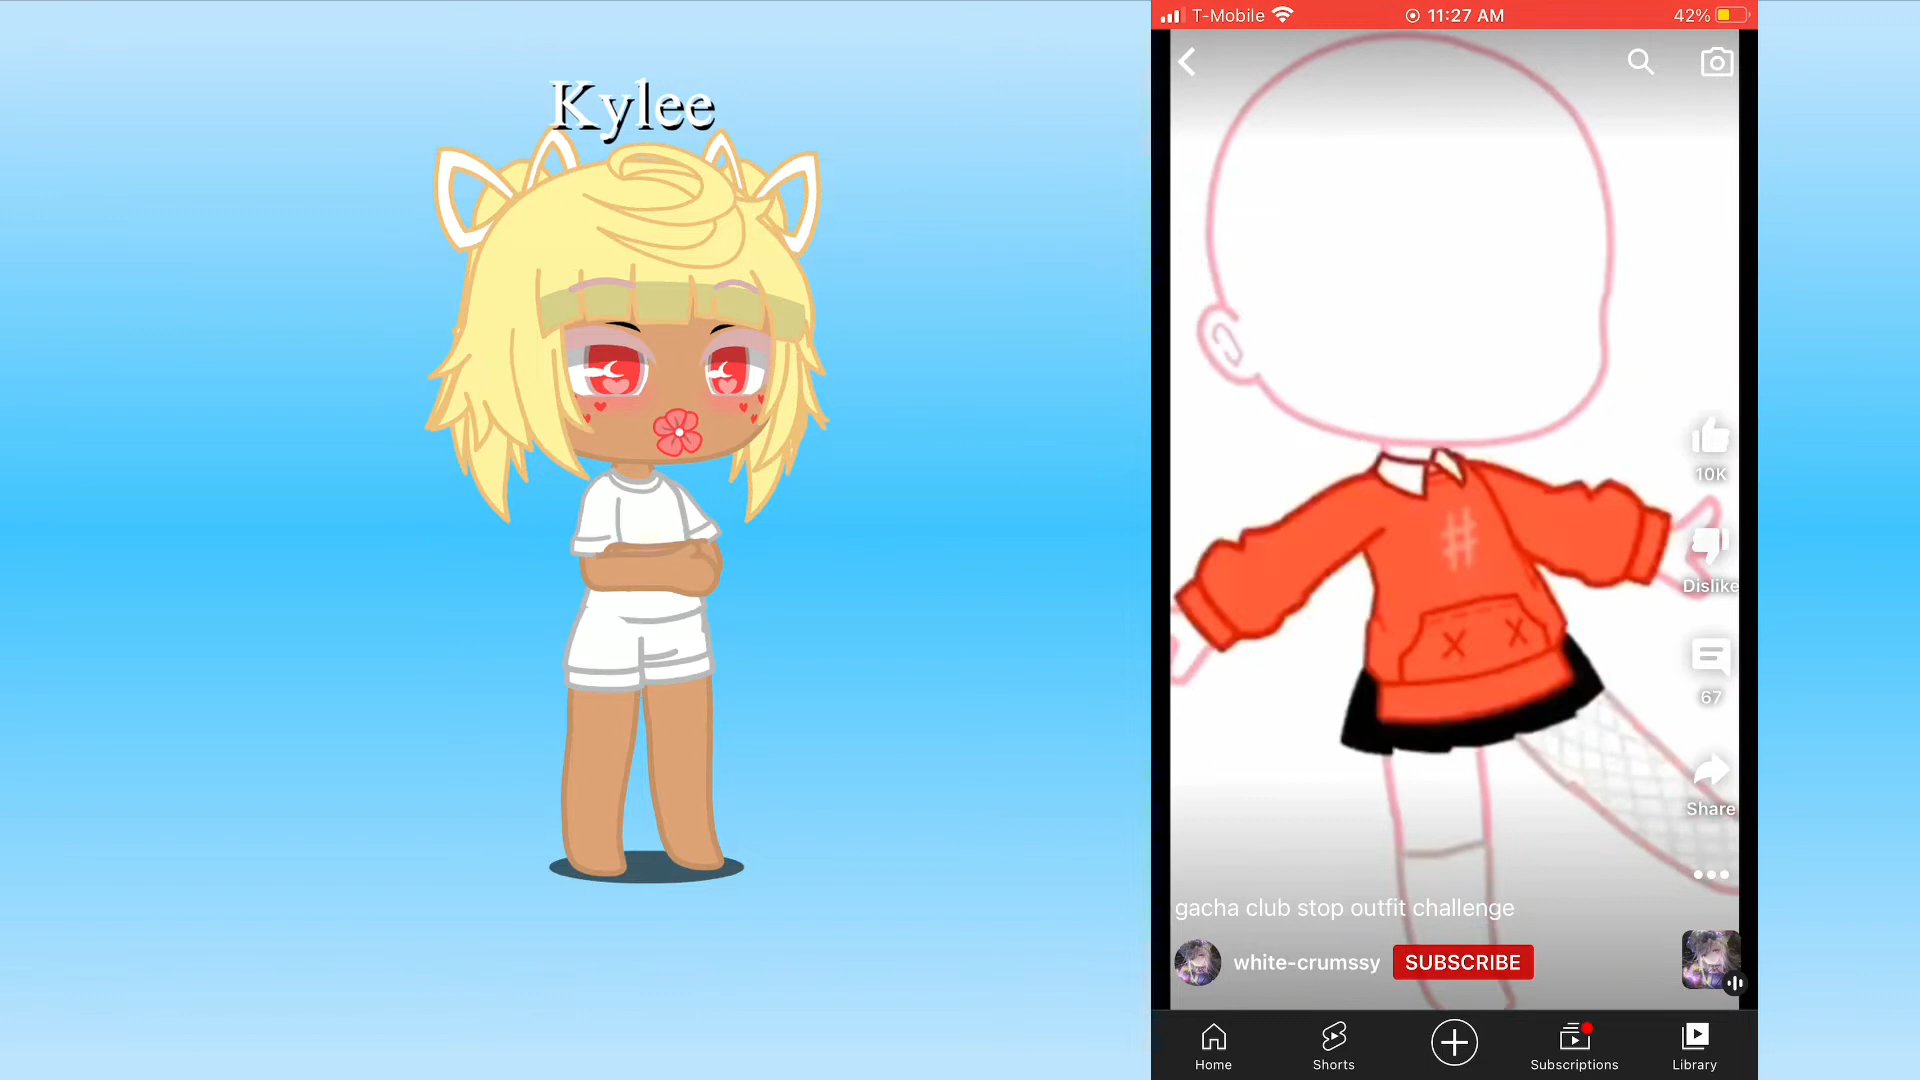 Kylee
T-Mobile
11:27 AM
42%
#
10K
Dislike
67
Share
gacha club stop outfit challenge
white-crumssy
SUBSCRIBE
Home
Shorts
Subscriptions
Library